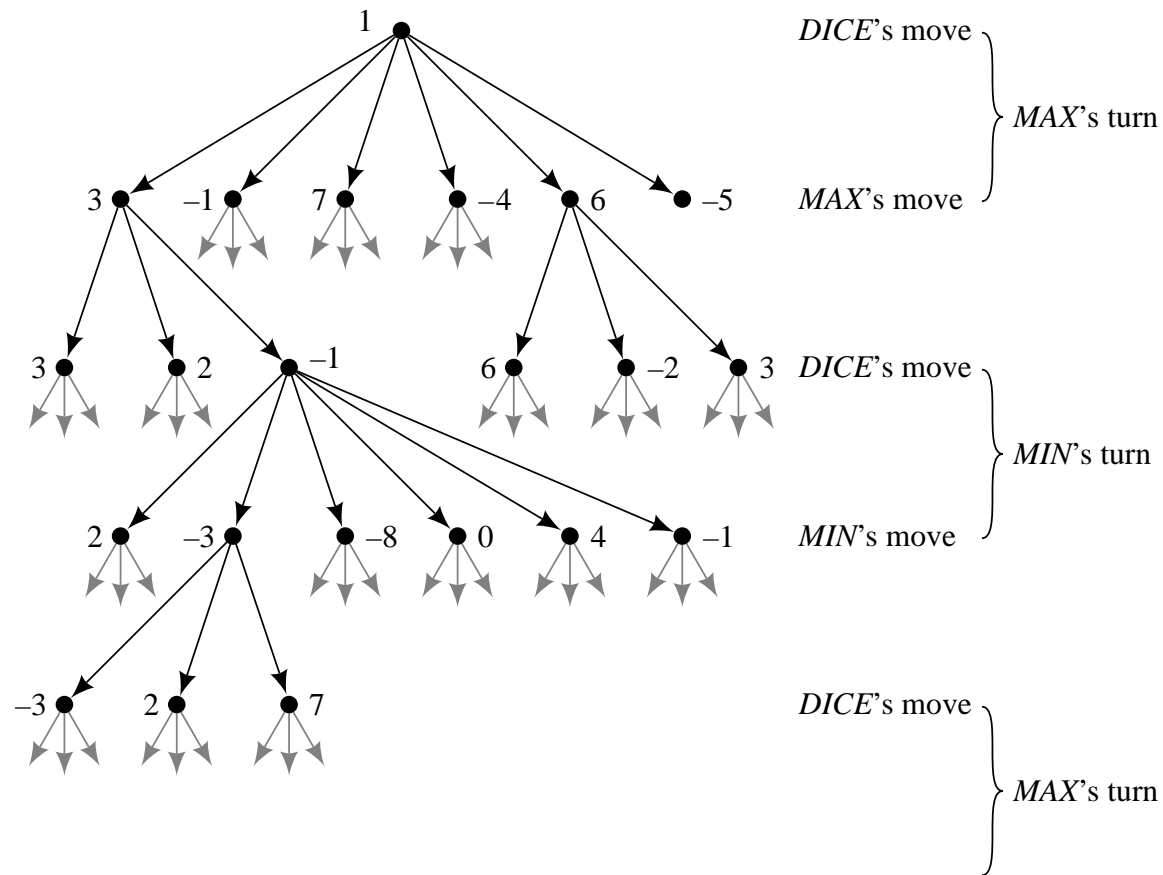 1 DICE's move
MAX's turn
3 –1 7 –4 6 –5 MAX's move
3 2 –1 6 –2 3 DICE's move
MIN's turn
2 –3 –8 0 4 –1 MIN's move
–3 2 7 DICE's move
MAX's turn